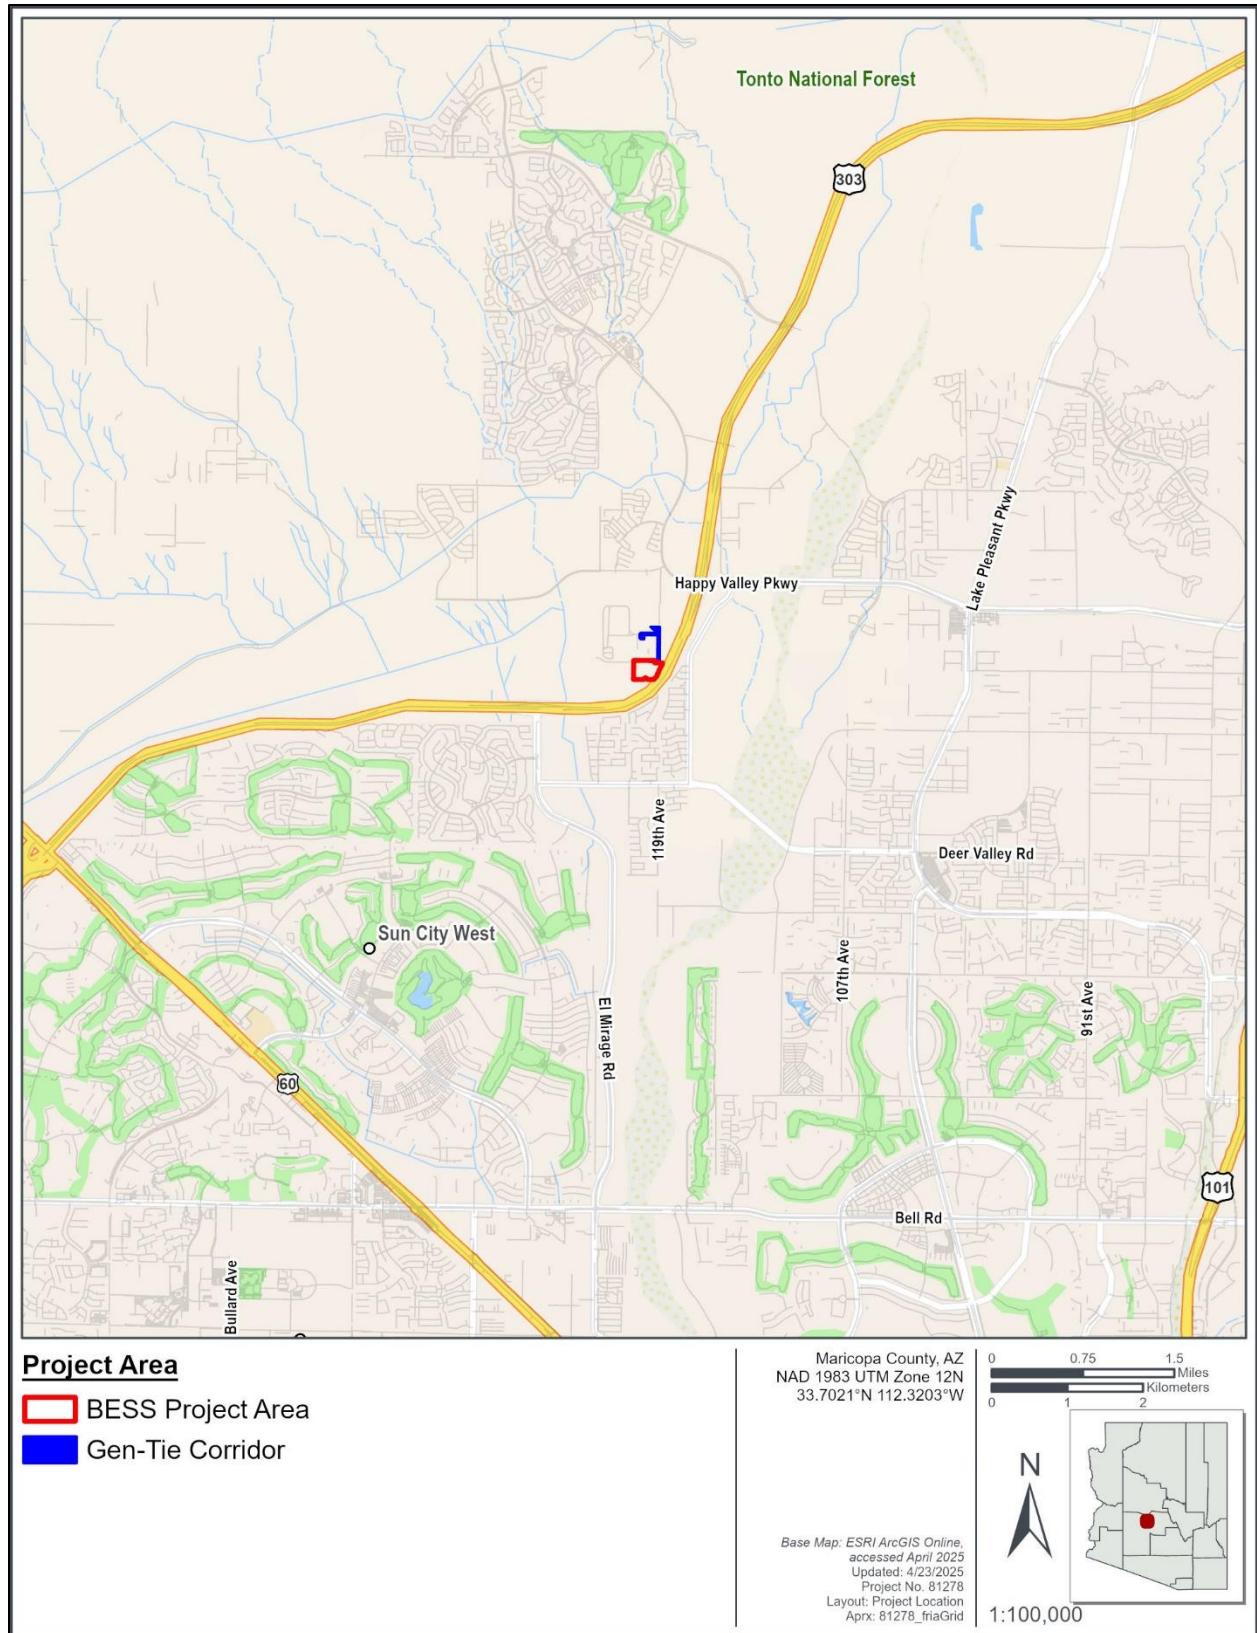 Tonto National Forest
303
Lake Pleasant Pkwy
Happy Valley Pkwy
119th Ave
Deer Valley Rd
Sun City West
107th Ave
91st Ave
El Mirage Rd
60
101
Bell Rd
Bullard Ave
Project Area
BESS Project Area
Gen-Tie Corridor
Maricopa County, AZ
NAD 1983 UTM Zone 12N
33.7021°N 112.3203°W
Base Map: ESRI ArcGIS Online,
accessed April 2025
Updated: 4/23/2025
Project No. 81278
Layout: Project Location
Aprx: 81278_friaGrid
0 0.75 1.5
Miles
Kilometers
0 1 2
N
1:100,000